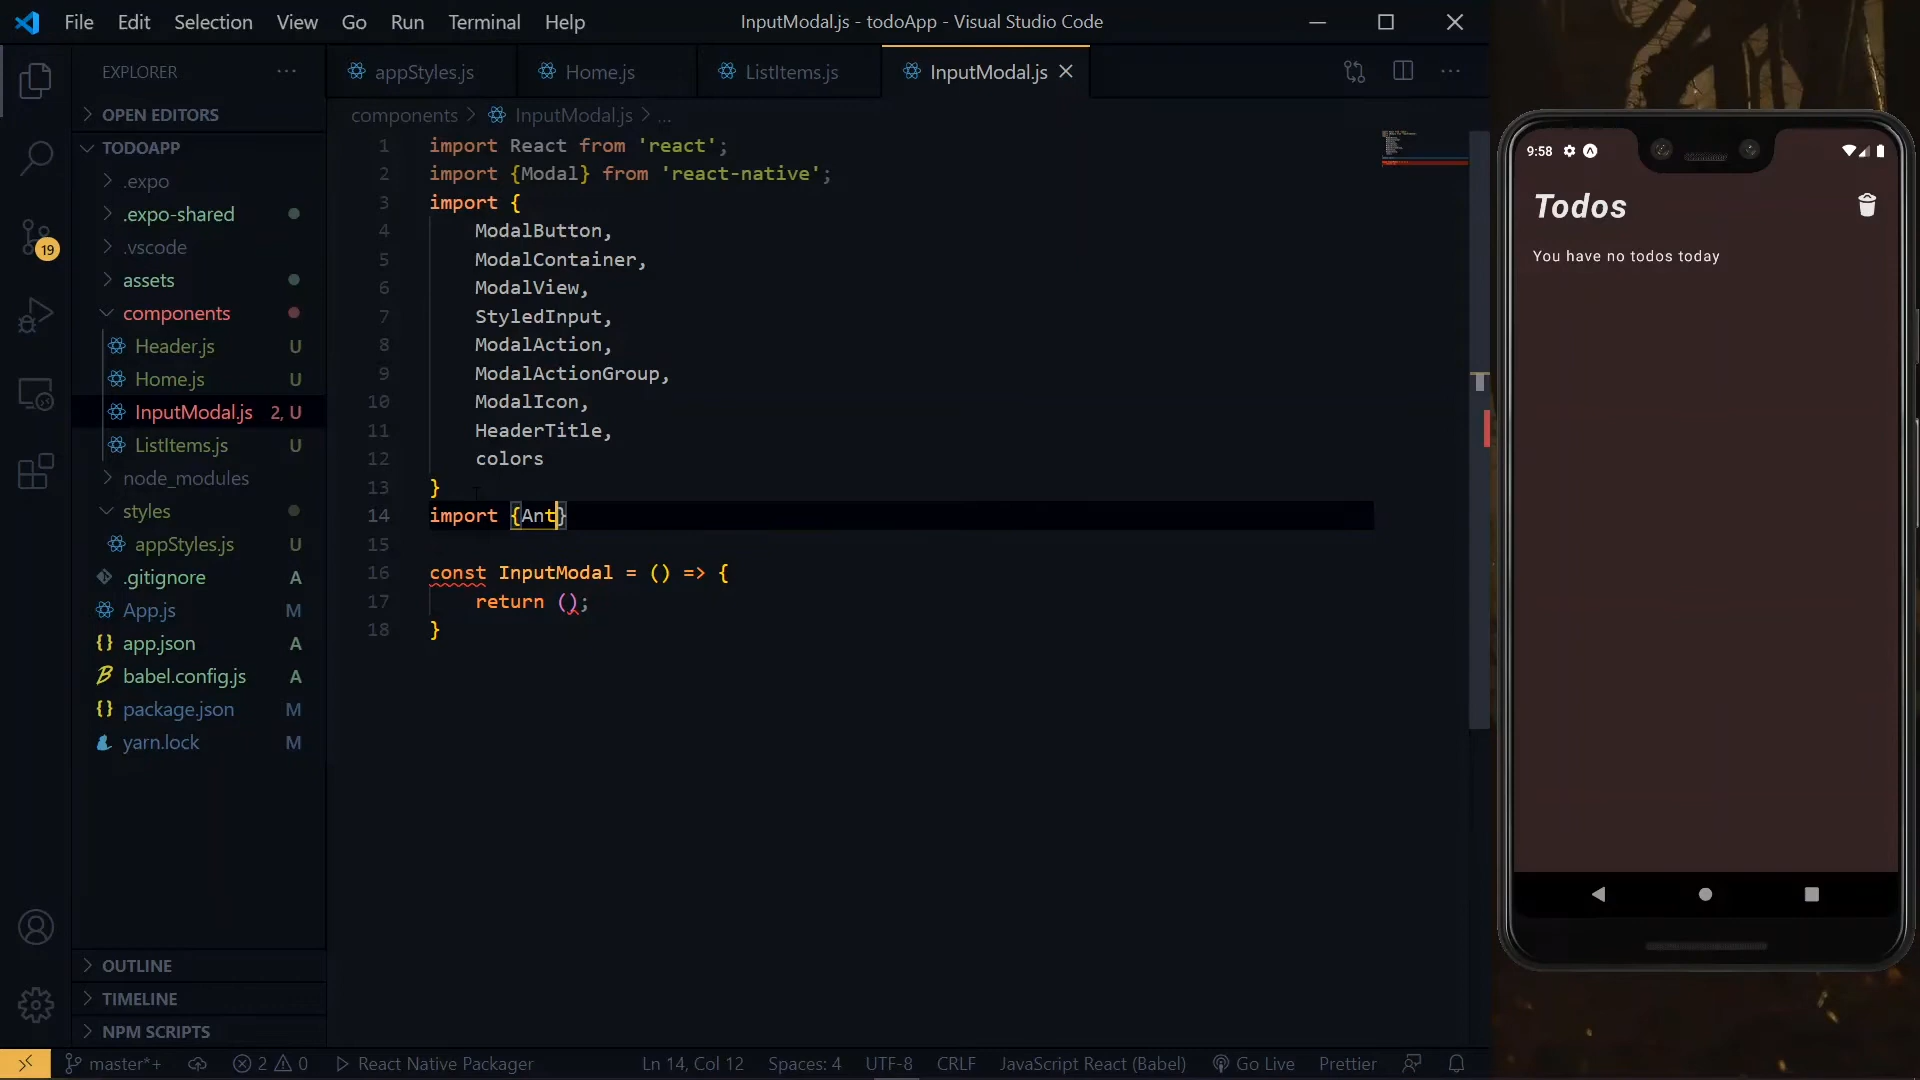 File Edit Selection View Go Run Terminal Help
InputModal.js - todoApp - Visual Studio Code
EXPLORER
OPEN EDITORS
TODOAPP
.expo
.expo-shared
.vscode
assets
components
Header.js U
Home.js U
InputModal.js 2, U
ListItems.js U
node_modules
styles
appStyles.js U
.gitignore A
App.js M
app.json A
babel.config.js A
package.json M
yarn.lock M
OUTLINE
TIMELINE
NPM SCRIPTS
19
appStyles.js Home.js ListItems.js InputModal.js
components > InputModal.js > ...
1 import React from 'react';
2 import {Modal} from 'react-native';
3 import {
4 ModalButton,
5 ModalContainer,
6 ModalView,
7 StyledInput,
8 ModalAction,
9 ModalActionGroup,
10 ModalIcon,
11 HeaderTitle,
12 colors
13 }
14 import {Ant}
15
16 const InputModal = () => {
17 return ();
18 }
master*+ 2 0 React Native Packager Ln 14, Col 12 Spaces: 4 UTF-8 CRLF JavaScript React (Babel) Go Live Prettier
9:58
Todos
You have no todos today